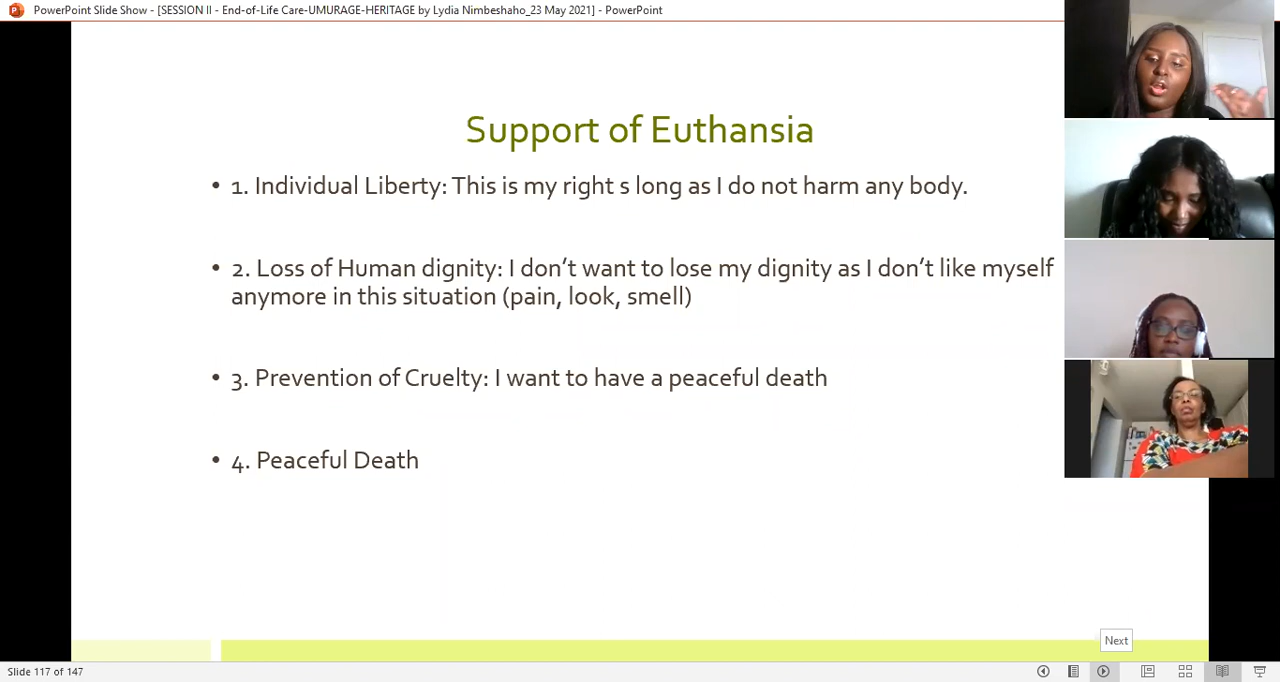 PowerPoint Slide Show - [SESSION II - End-of-Life Care-UMURAGE-HERITAGE by Lydia Nimbeshaho_23 May 2021] - PowerPoint
Support of Euthansia
• 1. Individual Liberty: This is my right s long as I do not harm any body.
• 2. Loss of Human dignity: I don’t want to lose my dignity as I don’t like myself
anymore in this situation (pain, look, smell)
• 3. Prevention of Cruelty: I want to have a peaceful death
• 4. Peaceful Death
Next
Slide 117 of 147